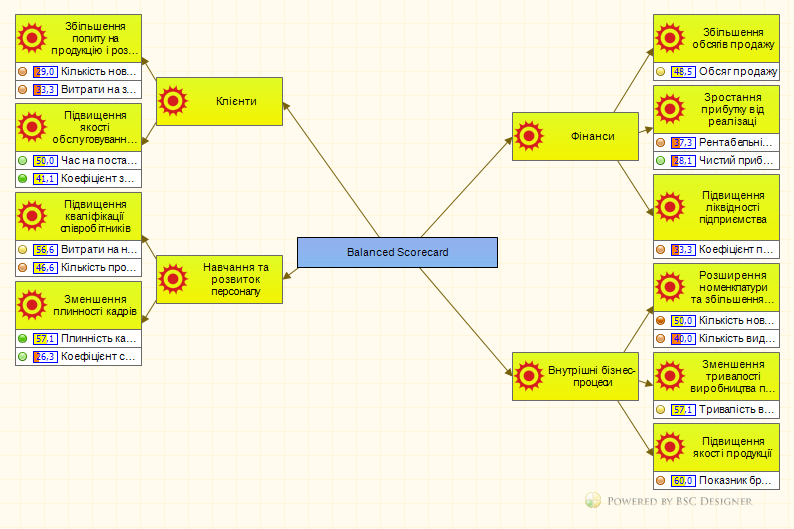 Збільшення
попиту на
продукцію і роз...
29,0 Кількість нов...
33,3 Витрати на з...
Підвищення
якості
обслуговуванн...
50,0 Час на поста...
41,1 Коефіцієнт з...
Підвищення
кваліфікації
співробітників
56,6 Витрати на н...
46,6 Кількість про...
Зменшення
плинності кадрів
57,1 Плинність ка...
26,3 Коефіцієнт с...
Клієнти
Навчання та
розвиток
персоналу
Balanced Scorecard
Фінанси
Внутрішні бізнес-
процеси
Збільшення
обсягів продажу
48,5 Обсяг продажу
Зростання
прибутку від
реалізаці
37,3 Рентабельні...
28,1 Чистий приб...
Підвищення
ліквідності
підприємства
33,3 Коефіцієнт п...
Розширення
номенклатури
та збільшення...
50,0 Кількість нов...
40,0 Кількість вид...
Зменшення
тривалості
виробництва п...
57,1 Тривалість в...
Підвищення
якості продукції
60,0 Показник бр...
Powered by BSC Designer